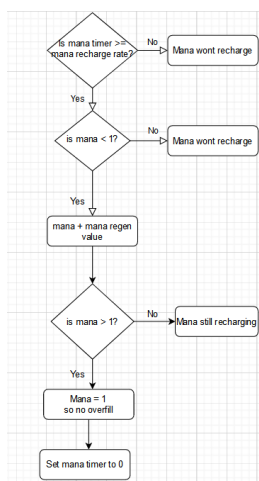 Is mana timer >=
mana recharge rate?
No
Mana wont recharge
Yes
is mana < 1?
No
Mana wont recharge
Yes
mana + mana regen
value
is mana > 1?
No
Mana still recharging
Yes
Mana = 1
so no overfill
Set mana timer to 0